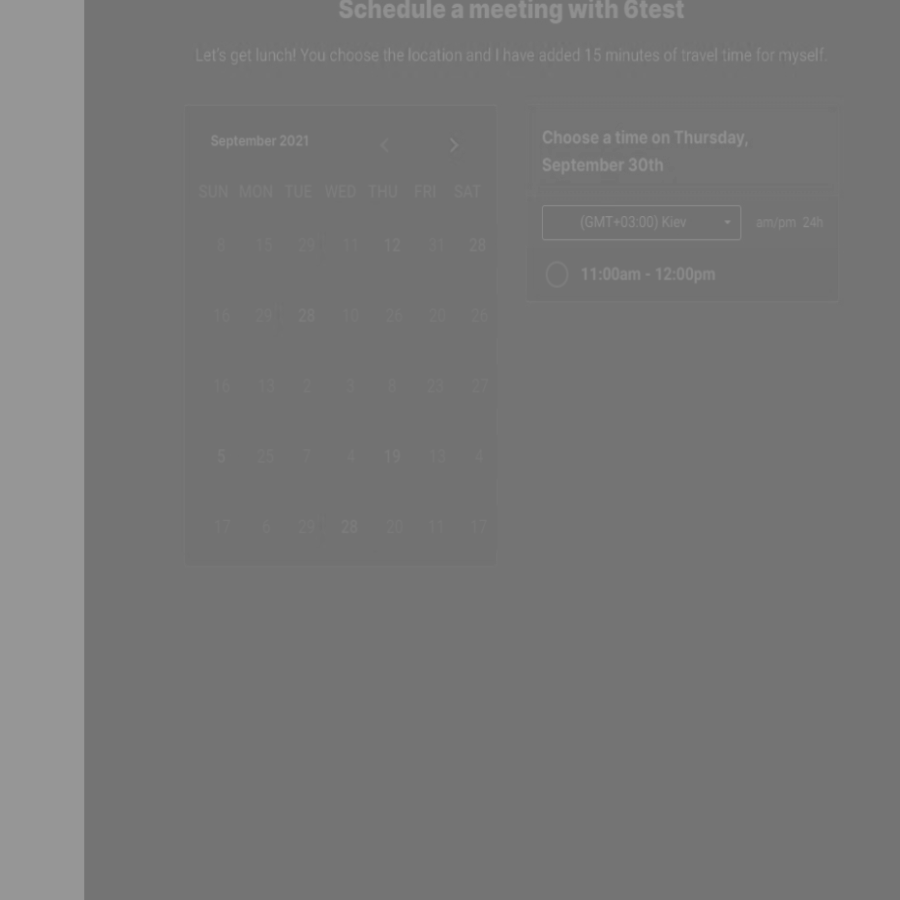 Schedule a meeting with 6test
Let's get lunch! You choose the location and I have added 15 minutes of travel time for myself.
September 2021
SUN MON TUE WED THU FRI SAT
15 29 11 12 31 28
16 29 28 16 28 20 26
16 13 2 3 8 23 27
5 25 7 4 19 13 4
17 6 29 28 20 11 17
Choose a time on Thursday,
September 30th
(GMT+03:00) Kiev am/pm 24h
11:00am - 12:00pm